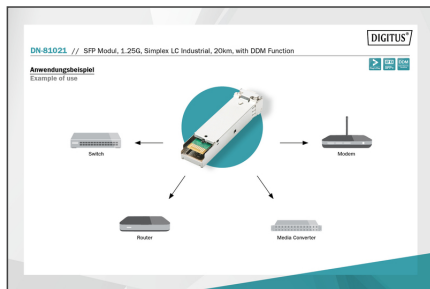 DIGITUS®
DN-81021 // SFP Modul, 1.25G, Simplex LC Industrial, 20km, with DDM Function
Anwendungsbeispiel
Example of use
DDM
Switch
Modem
Router
Media Converter